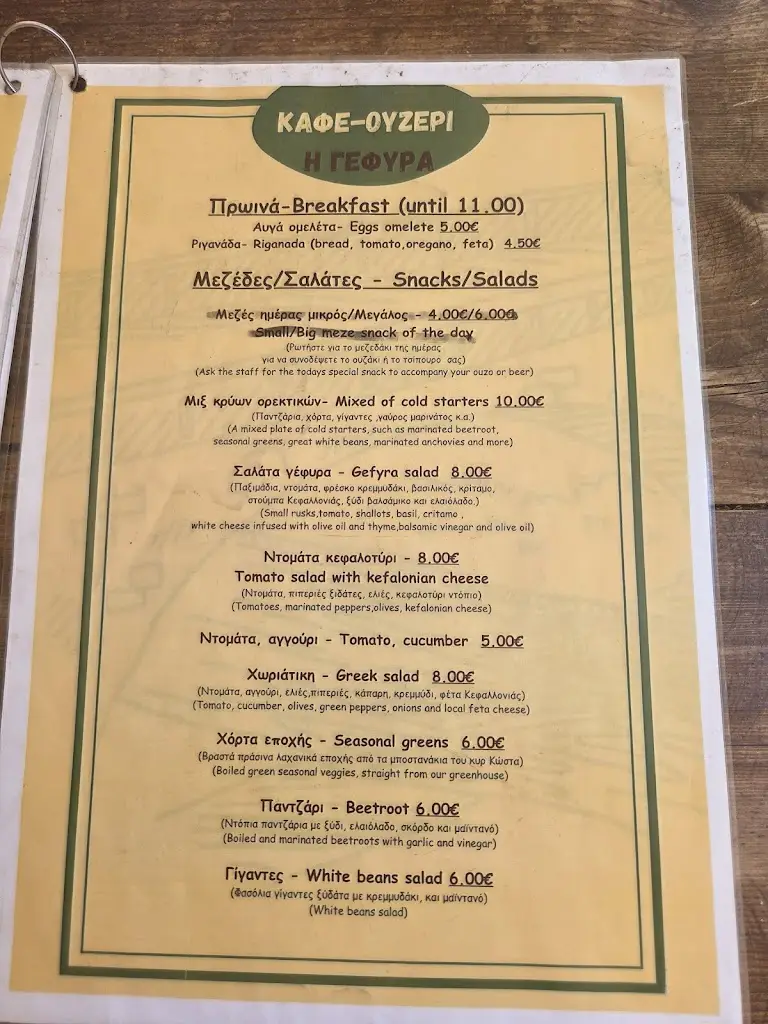 ΚΑΦΕ-ΟΥΖΕΡΙ
Η ΓΕΦΥΡΑ
Πρωινά-Breakfast (until 11.00)
Αυγά ομελέτα- Eggs omelete 5.00€
Ριγανάδα- Riganada (bread, tomato,oregano, feta) 4.50€
Μεζέδες/Σαλάτες - Snacks/Salads
Μεζές ημέρας μικρός/Μεγάλος - 4.00€/6.00€
Small/Big meze snack of the day
(Ρωτήστε για το μεζεδάκι της ημέρας
για να συνοδέψετε το ουζάκι ή το τσίπουρο σας)
(Ask the staff for the todays special snack to accompany your ouzo or beer)
Μιξ κρύων ορεκτικών- Mixed of cold starters 10.00€
(Παντζάρια, χόρτα, γίγαντες ,γαύρος μαρινάτος κ.α.)
(A mixed plate of cold starters, such as marinated beetroot,
seasonal greens, great white beans, marinated anchovies and more)
Σαλάτα γέφυρα - Gefyra salad 8.00€
(Παξιμάδια, ντομάτα, φρέσκο κρεμμυδάκι, βασιλικός, κρίταμο,
στούμπα Κεφαλλονιάς, ξύδι βαλσάμικο και ελαιόλαδο.)
(Small rusks,tomato, shallots, basil, critamo ,
white cheese infused with olive oil and thyme,balsamic vinegar and olive oil)
Ντομάτα κεφαλοτύρι - 8.00€
Tomato salad with kefalonian cheese
(Ντομάτα, πιπεριές ξιδάτες, ελιές, κεφαλοτύρι ντόπιο)
(Tomatoes, marinated peppers,olives, kefalonian cheese)
Ντομάτα, αγγούρι - Tomato, cucumber 5.00€
Χωριάτικη - Greek salad 8.00€
(Ντομάτα, αγγούρι, ελιές,πιπεριές, κάπαρη, κρεμμύδι, φέτα Κεφαλλονιάς)
(Tomato, cucumber, olives, green peppers, onions and local feta cheese)
Χόρτα εποχής - Seasonal greens 6.00€
(Βραστά πράσινα λαχανικά εποχής από τα μποστανάκια του κυρ Κώστα)
(Boiled green seasonal veggies, straight from our greenhouse)
Παντζάρι - Beetroot 6.00€
(Ντόπια παντζάρια με ξύδι, ελαιόλαδο, σκόρδο και μαϊντανό)
(Boiled and marinated beetroots with garlic and vinegar)
Γίγαντες - White beans salad 6.00€
(Φασόλια γίγαντες ξύδάτα με κρεμμυδάκι, και μαϊντανό)
(White beans salad)